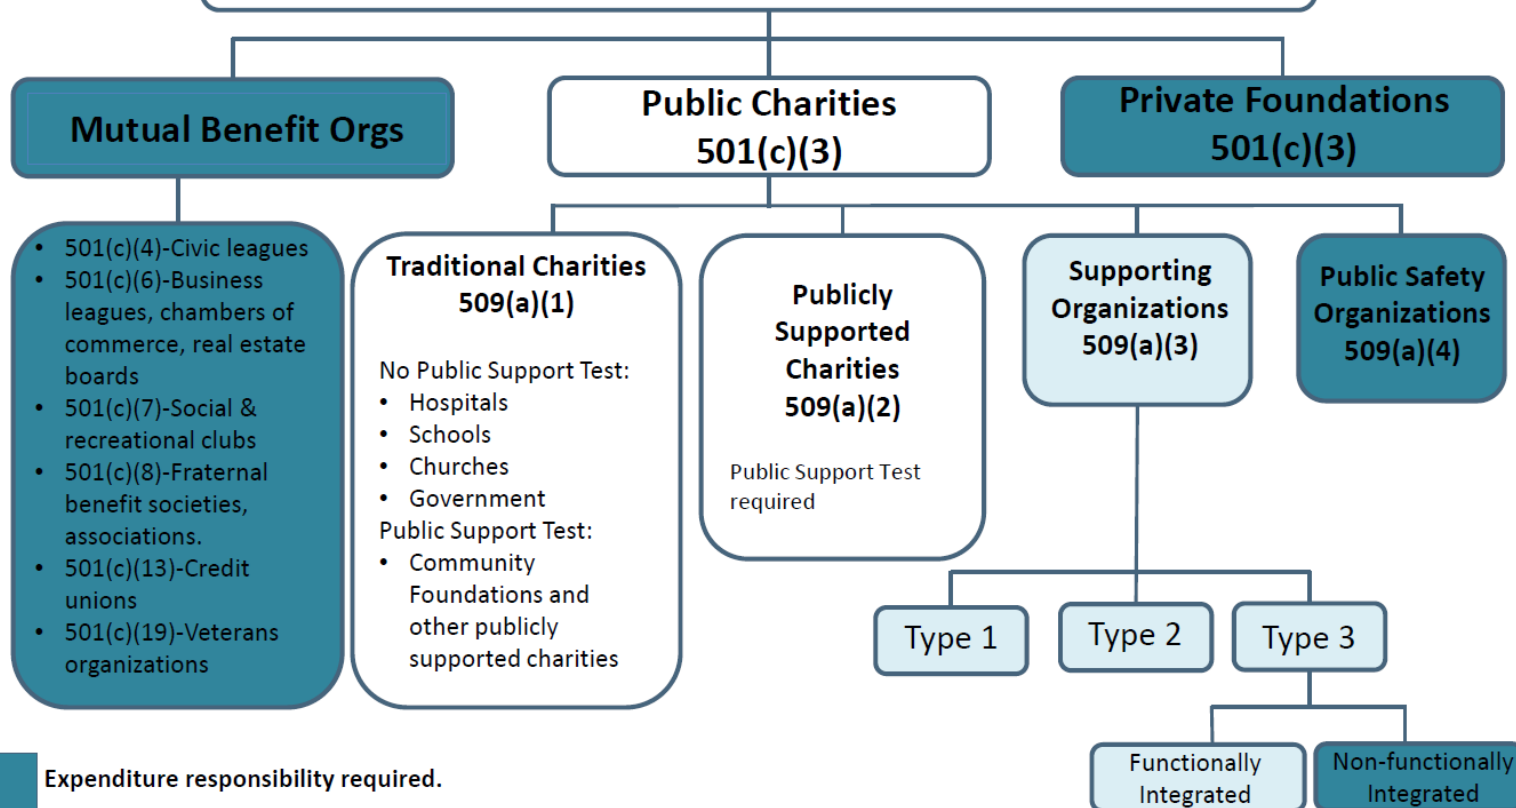 Mutual Benefit Orgs
Public Charities
501(c)(3)
Private Foundations
501(c)(3)
• 501(c)(4)-Civic leagues
• 501(c)(6)-Business
leagues, chambers of
commerce, real estate
boards
• 501(c)(7)-Social &
recreational clubs
• 501(c)(8)-Fraternal
benefit societies,
associations.
• 501(c)(13)-Credit
unions
• 501(c)(19)-Veterans
organizations
Traditional Charities
509(a)(1)
No Public Support Test:
• Hospitals
• Schools
• Churches
• Government
Public Support Test:
• Community
Foundations and
other publicly
supported charities
Publicly
Supported
Charities
509(a)(2)
Public Support Test
required
Supporting
Organizations
509(a)(3)
Public Safety
Organizations
509(a)(4)
Type 1
Type 2
Type 3
Functionally
Integrated
Non-functionally
Integrated
Expenditure responsibility required.